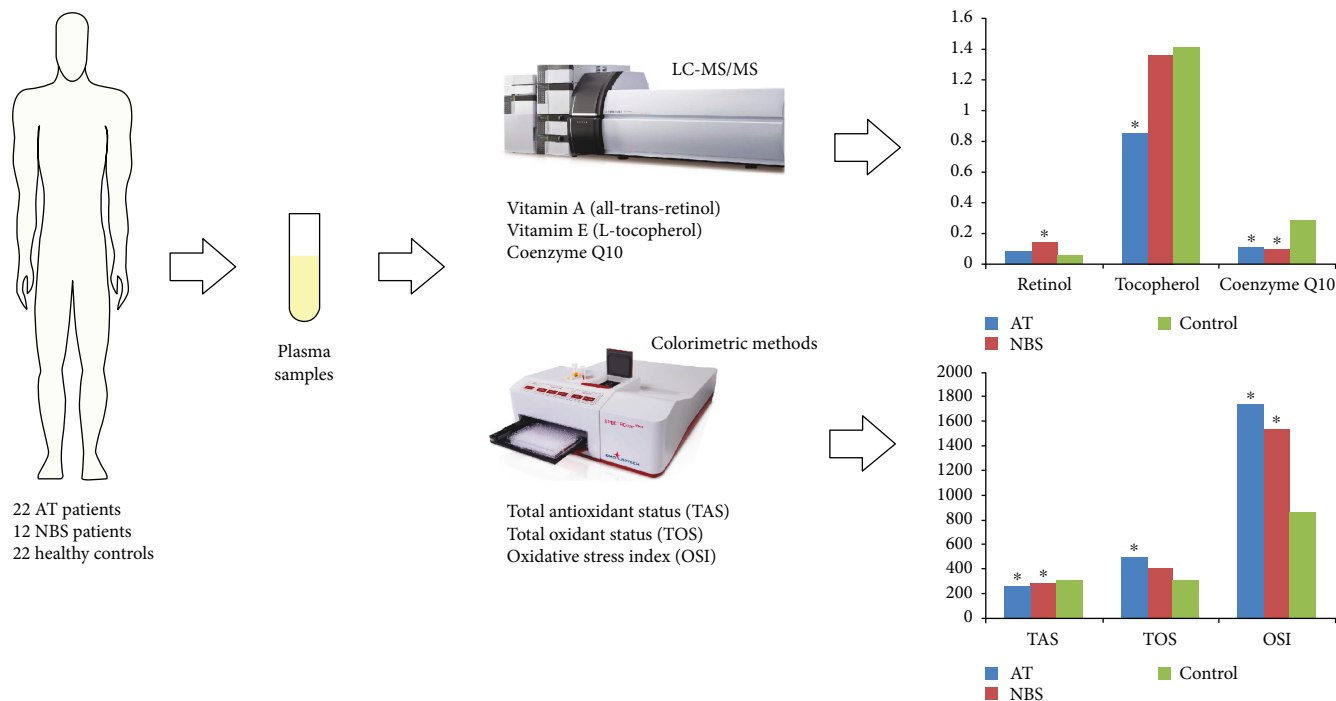 22 AT patients
12 NBS patients
22 healthy controls
Plasma
samples
LC-MS/MS
Vitamin A (all-trans-retinol)
Vitamim E (L-tocopherol)
Coenzyme Q10
Colorimetric methods
Total antioxidant status (TAS)
Total oxidant status (TOS)
Oxidative stress index (OSI)
1.6
1.4
1.2
1
0.8
0.6
0.4
0.2
0
*
*
*
*
Retinol
Tocopherol
Coenzyme Q10
AT
Control
NBS
2000
1800
1600
1400
1200
1000
800
600
400
200
0
*
*
*
*
*
TAS
TOS
OSI
AT
Control
NBS